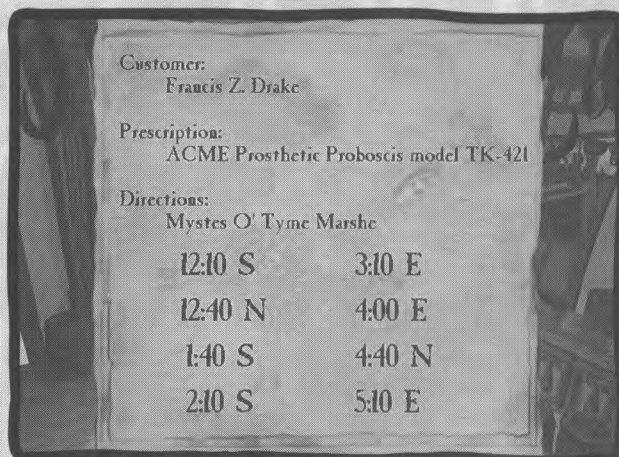 Customer:
Francis Z. Drake
Prescription:
ACME Prosthetic Proboscis model TK-421
Directions:
Mystes O' Tyme Marshe
12:10 S 3:10 E
12:40 N 4:00 E
1:40 S 4:40 N
2:10 S 5:10 E